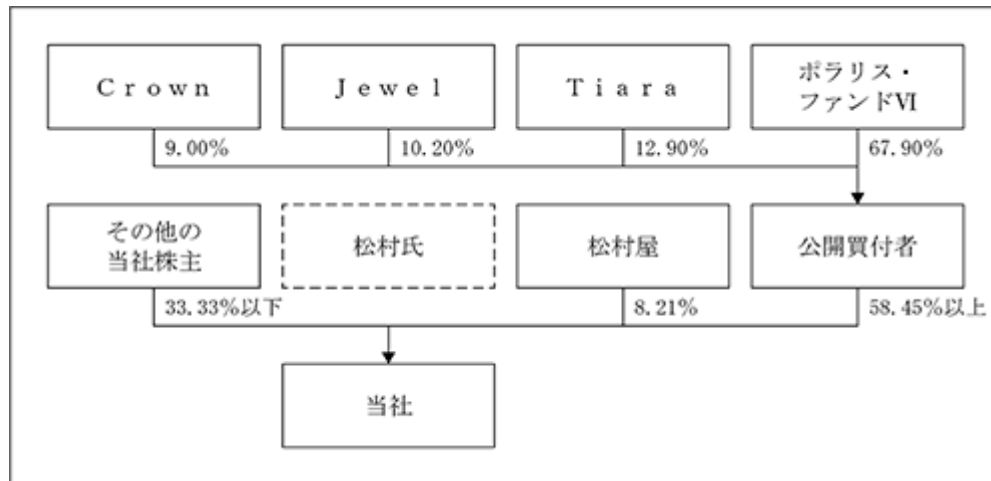 Ｃｒｏｗｎ
Ｊｅｗｅｌ
Ｔｉａｒａ
ポラリス・
ファンドⅥ
9.00%
10.20%
12.90%
67.90%
その他の
当社株主
松村氏
松村屋
公開買付者
33.33%以下
8.21%
58.45%以上
当社